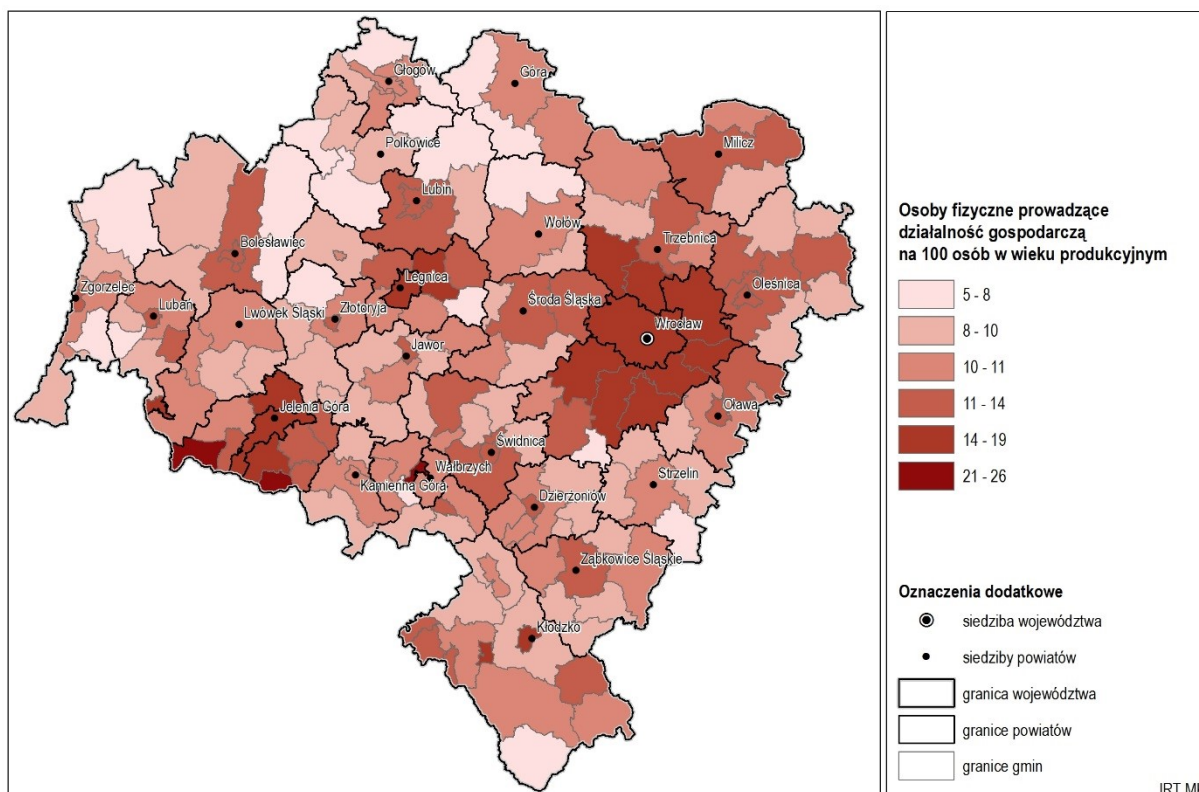 Głogów
Góra
Polkowice
Milicz
Lubin
Wołów
Bolesławiec
Trzebnica
Legnica
Oleśnica
Zgorzelec
Środa Śląska
Lubań
Złotoryja
Lwówek Śląski
Wrocław
Jawor
Jelenia Góra
Oława
Świdnica
Wałbrzych
Kamienna Góra
Strzelin
Dzierżoniów
Ząbkowice Śląskie
Kłodzko
Osoby fizyczne prowadzące
działalność gospodarczą
na 100 osób w wieku produkcyjnym
5 - 8
8 - 10
10 - 11
11 - 14
14 - 19
21 - 26
Oznaczenia dodatkowe
siedziba województwa
siedziby powiatów
granica województwa
granice powiatów
granice gmin